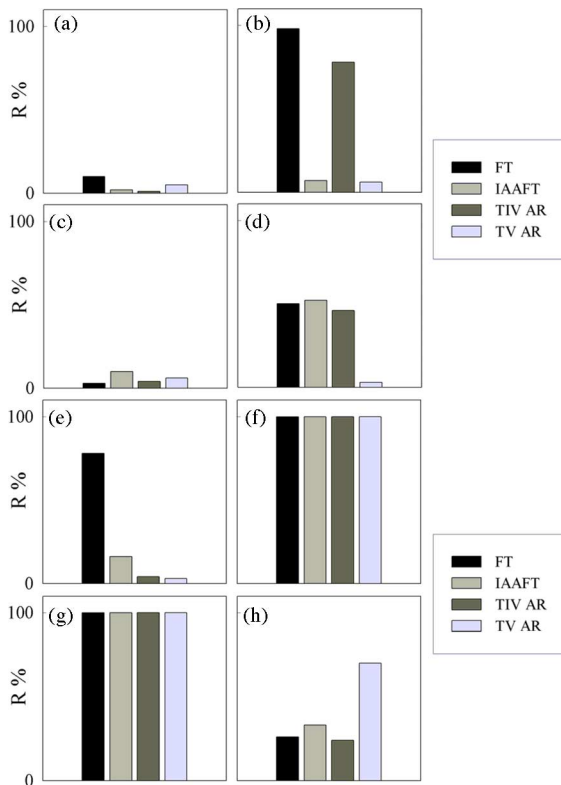 (a)
(b)
100
R %
0
FT
IAAFT
TIV AR
TV AR
(c)
(d)
100
R %
0
(e)
(f)
100
R %
0
FT
IAAFT
TIV AR
TV AR
(g)
(h)
100
R %
0